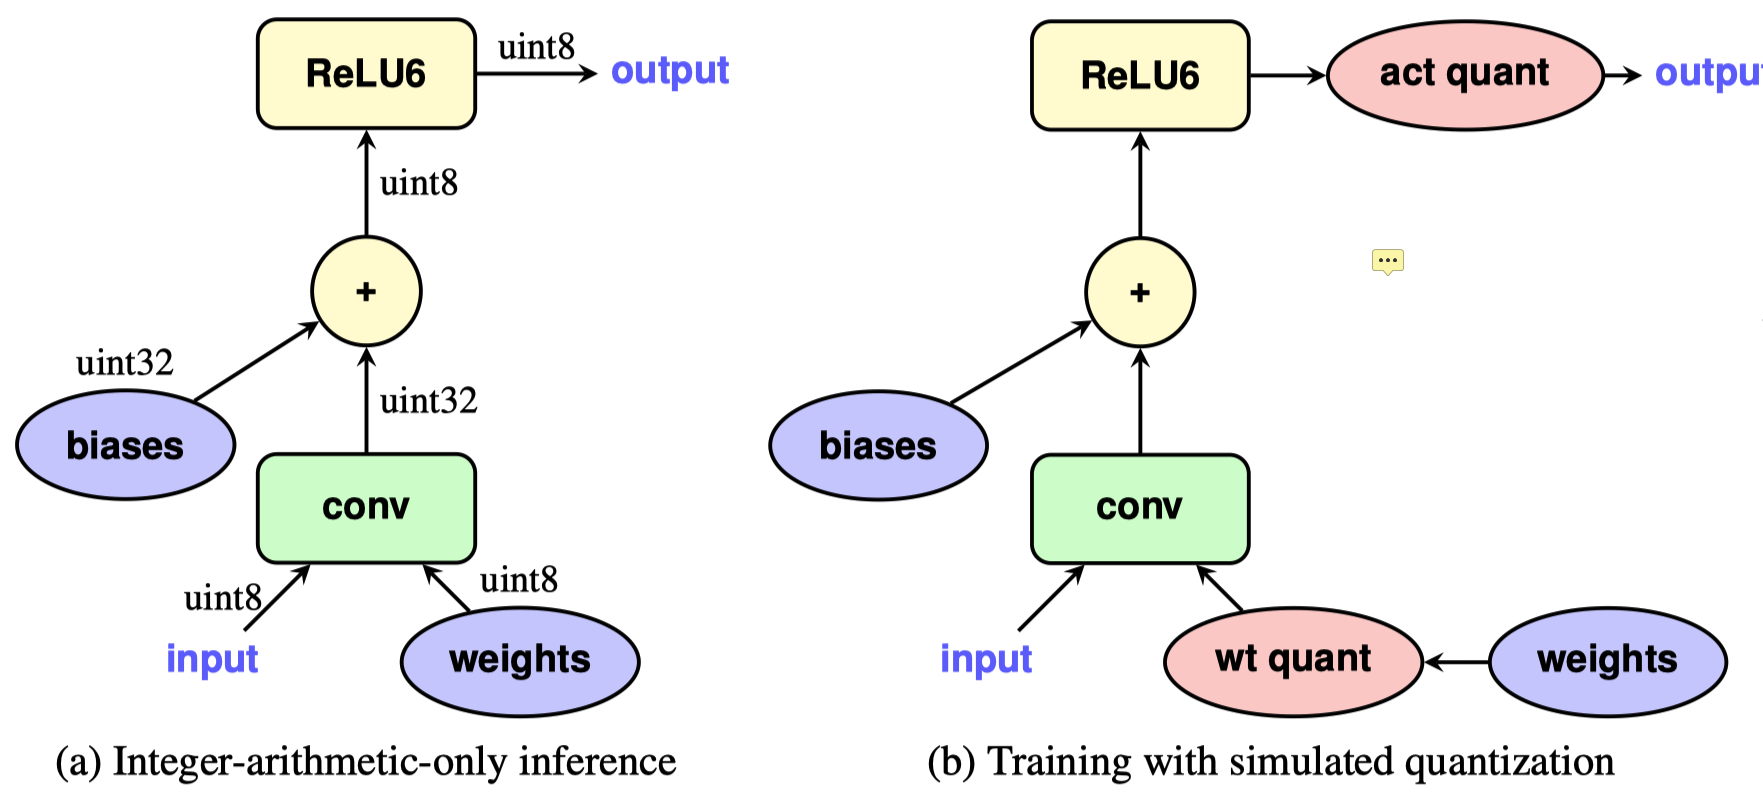 ReLU6
uint8
output
uint8
+
uint32
biases
uint32
conv
uint8
uint8
input
weights
(a) Integer-arithmetic-only inference
ReLU6
act quant
outpu
+
biases
conv
input
wt quant
weights
(b) Training with simulated quantization